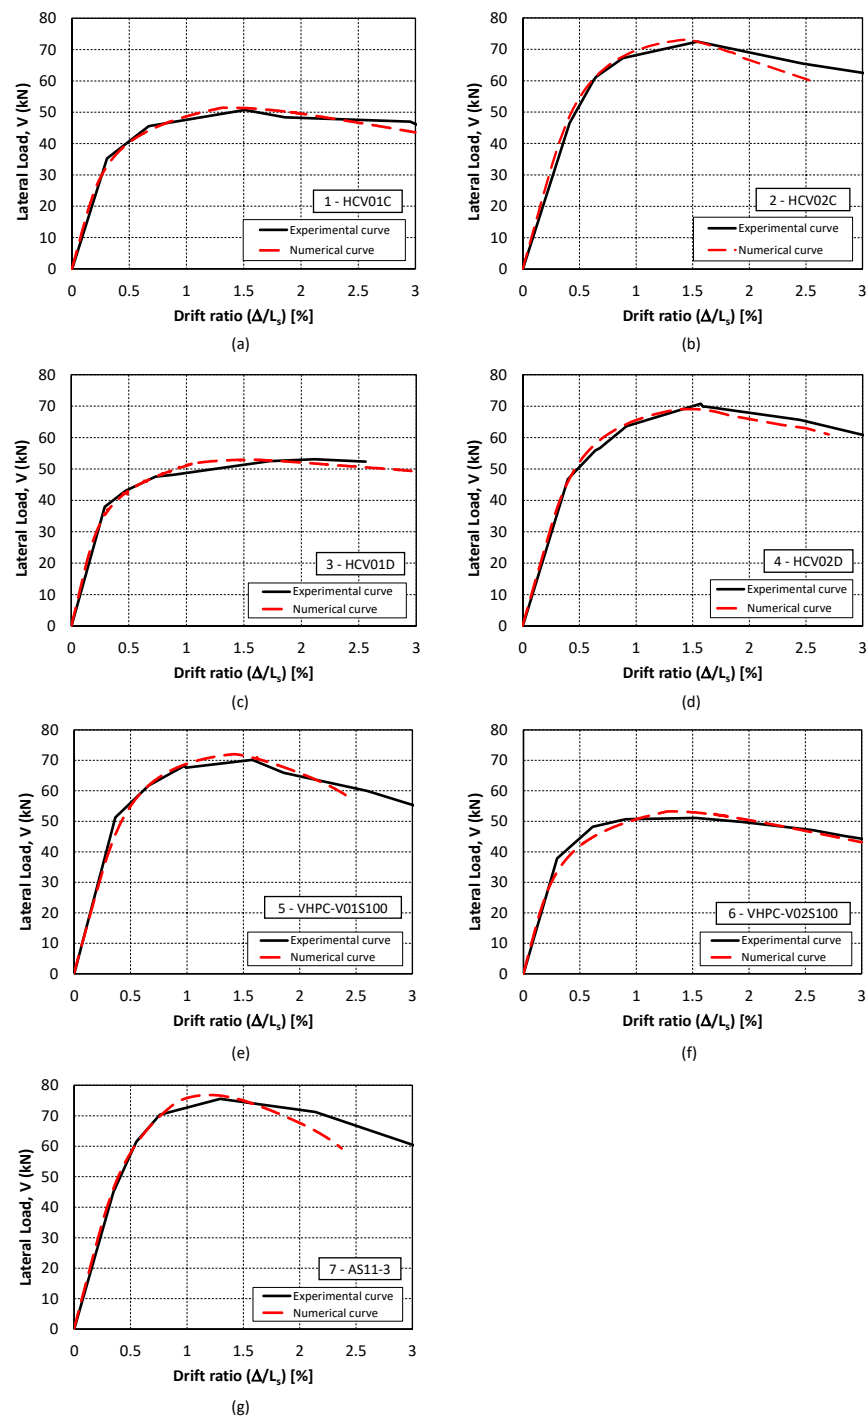 80
70
60
50
40
30
20
10
0
Lateral Load, V (kN)
1 - HCV01C
Experimental curve
Numerical curve
0 0.5 1 1.5 2 2.5 3
Drift ratio (Δ/Ls) [%]
(a)
80
70
60
50
40
30
20
10
0
Lateral Load, V (kN)
2 - HCV02C
Experimental curve
Numerical curve
0 0.5 1 1.5 2 2.5 3
Drift ratio (Δ/Ls) [%]
(b)
80
70
60
50
40
30
20
10
0
Lateral Load, V (kN)
3 - HCV01D
Experimental curve
Numerical curve
0 0.5 1 1.5 2 2.5 3
Drift ratio (Δ/Ls) [%]
(c)
80
70
60
50
40
30
20
10
0
Lateral Load, V (kN)
4 - HCV02D
Experimental curve
Numerical curve
0 0.5 1 1.5 2 2.5 3
Drift ratio (Δ/Ls) [%]
(d)
80
70
60
50
40
30
20
10
0
Lateral Load, V (kN)
5 - VHPC-V01S100
Experimental curve
Numerical curve
0 0.5 1 1.5 2 2.5 3
Drift ratio (Δ/Ls) [%]
(e)
80
70
60
50
40
30
20
10
0
Lateral Load, V (kN)
6 - VHPC-V02S100
Experimental curve
Numerical curve
0 0.5 1 1.5 2 2.5 3
Drift ratio (Δ/Ls) [%]
(f)
80
70
60
50
40
30
20
10
0
Lateral Load, V (kN)
7 - AS11-3
Experimental curve
Numerical curve
0 0.5 1 1.5 2 2.5 3
Drift ratio (Δ/Ls) [%]
(g)